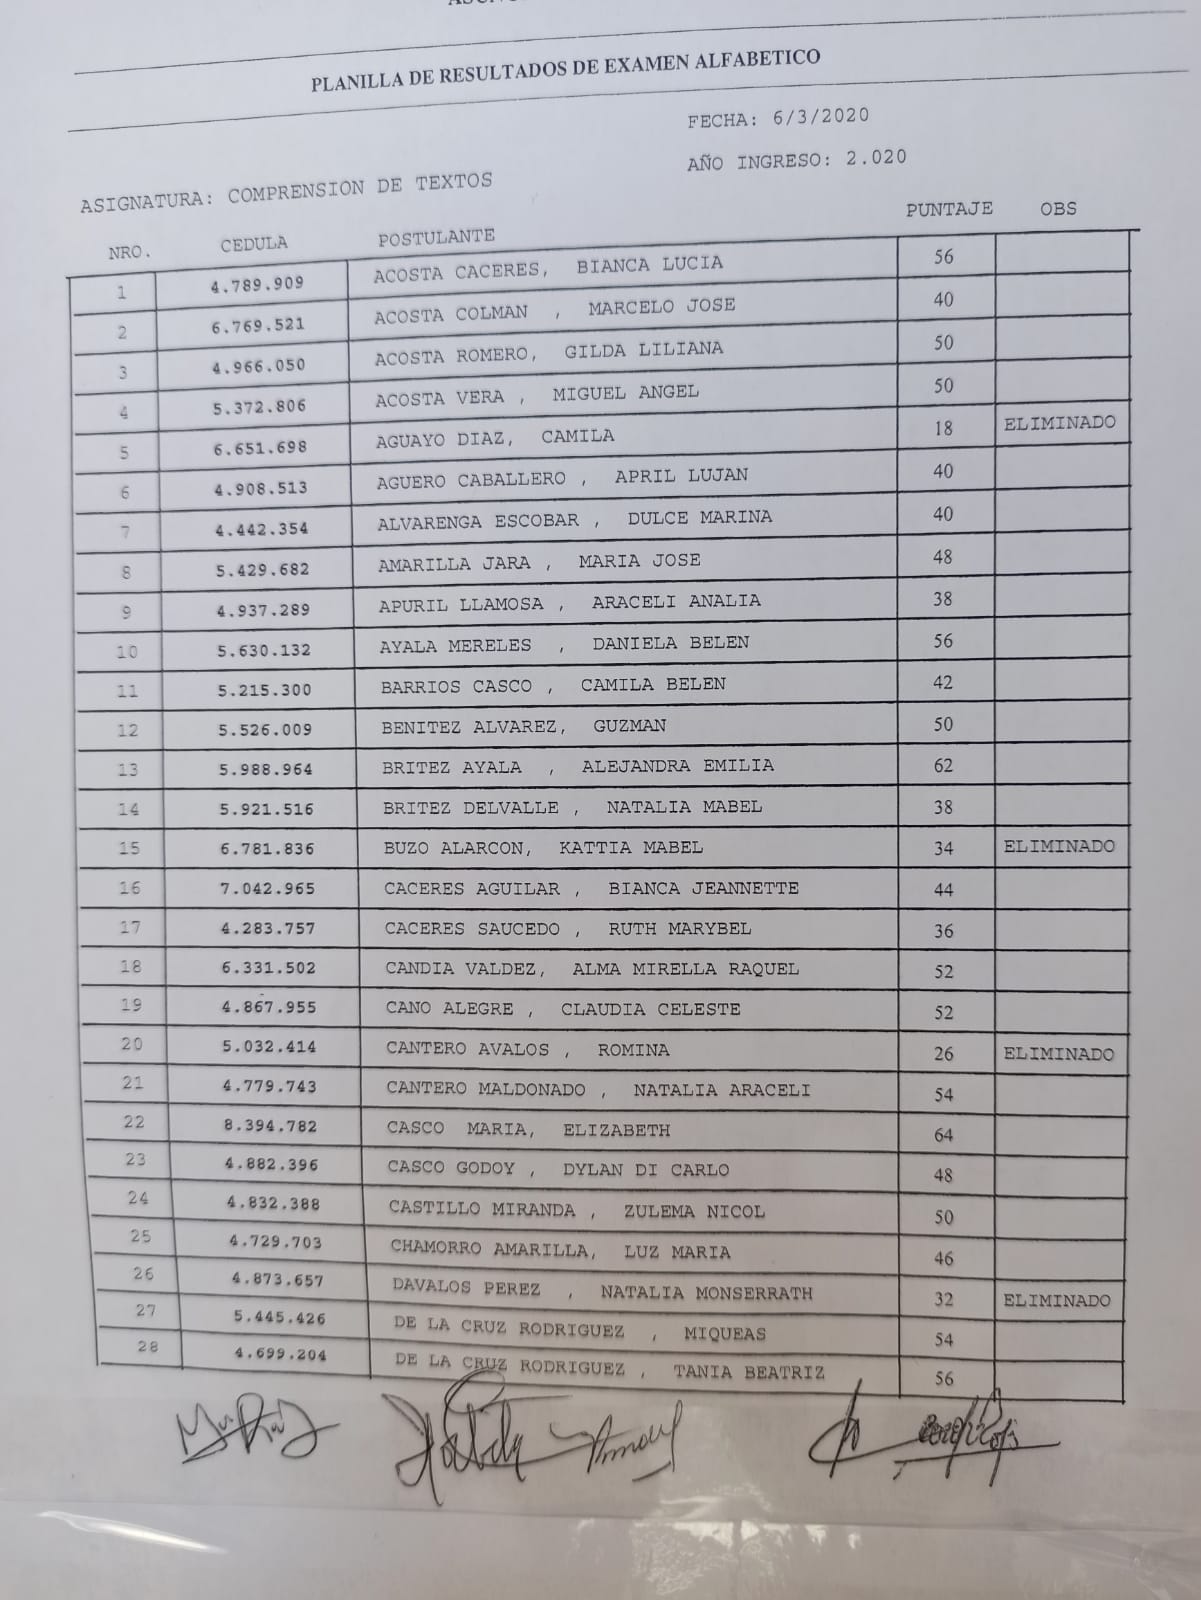 PLANILLA DE RESULTADOS DE EXAMEN ALFABETICO
FECHA: 6/3/2020
AÑO INGRESO: 2.020
ASIGNATURA: COMPRENSION DE TEXTOS
NRO. CEDULA POSTULANTE PUNTAJE OBS
1 4.789.909 ACOSTA CACERES, BIANCA LUCIA 56
2 6.769.521 ACOSTA COLMAN , MARCELO JOSE 40
3 4.966.050 ACOSTA ROMERO, GILDA LILIANA 50
4 5.372.806 ACOSTA VERA , MIGUEL ANGEL 50
5 6.651.698 AGUAYO DIAZ, CAMILA 18 ELIMINADO
6 4.908.513 AGUERO CABALLERO , APRIL LUJAN 40
7 4.442.354 ALVARENGA ESCOBAR , DULCE MARINA 40
8 5.429.682 AMARILLA JARA , MARIA JOSE 48
9 4.937.289 APURIL LLAMOSA , ARACELI ANALIA 38
10 5.630.132 AYALA MERELES , DANIELA BELEN 56
11 5.215.300 BARRIOS CASCO , CAMILA BELEN 42
12 5.526.009 BENITEZ ALVAREZ, GUZMAN 50
13 5.988.964 BRITEZ AYALA , ALEJANDRA EMILIA 62
14 5.921.516 BRITEZ DELVALLE , NATALIA MABEL 38
15 6.781.836 BUZO ALARCON, KATTIA MABEL 34 ELIMINADO
16 7.042.965 CACERES AGUILAR , BIANCA JEANNETTE 44
17 4.283.757 CACERES SAUCEDO , RUTH MARYBEL 36
18 6.331.502 CANDIA VALDEZ, ALMA MIRELLA RAQUEL 52
19 4.867.955 CANO ALEGRE , CLAUDIA CELESTE 52
20 5.032.414 CANTERO AVALOS , ROMINA 26 ELIMINADO
21 4.779.743 CANTERO MALDONADO , NATALIA ARACELI 54
22 8.394.782 CASCO MARIA, ELIZABETH 64
23 4.882.396 CASCO GODOY , DYLAN DI CARLO 48
24 4.832.388 CASTILLO MIRANDA , ZULEMA NICOL 50
25 4.729.703 CHAMORRO AMARILLA, LUZ MARIA 46
26 4.873.657 DAVALOS PEREZ , NATALIA MONSERRATH 32 ELIMINADO
27 5.445.426 DE LA CRUZ RODRIGUEZ , MIQUEAS 54
28 4.699.204 DE LA CRUZ RODRIGUEZ , TANIA BEATRIZ 56